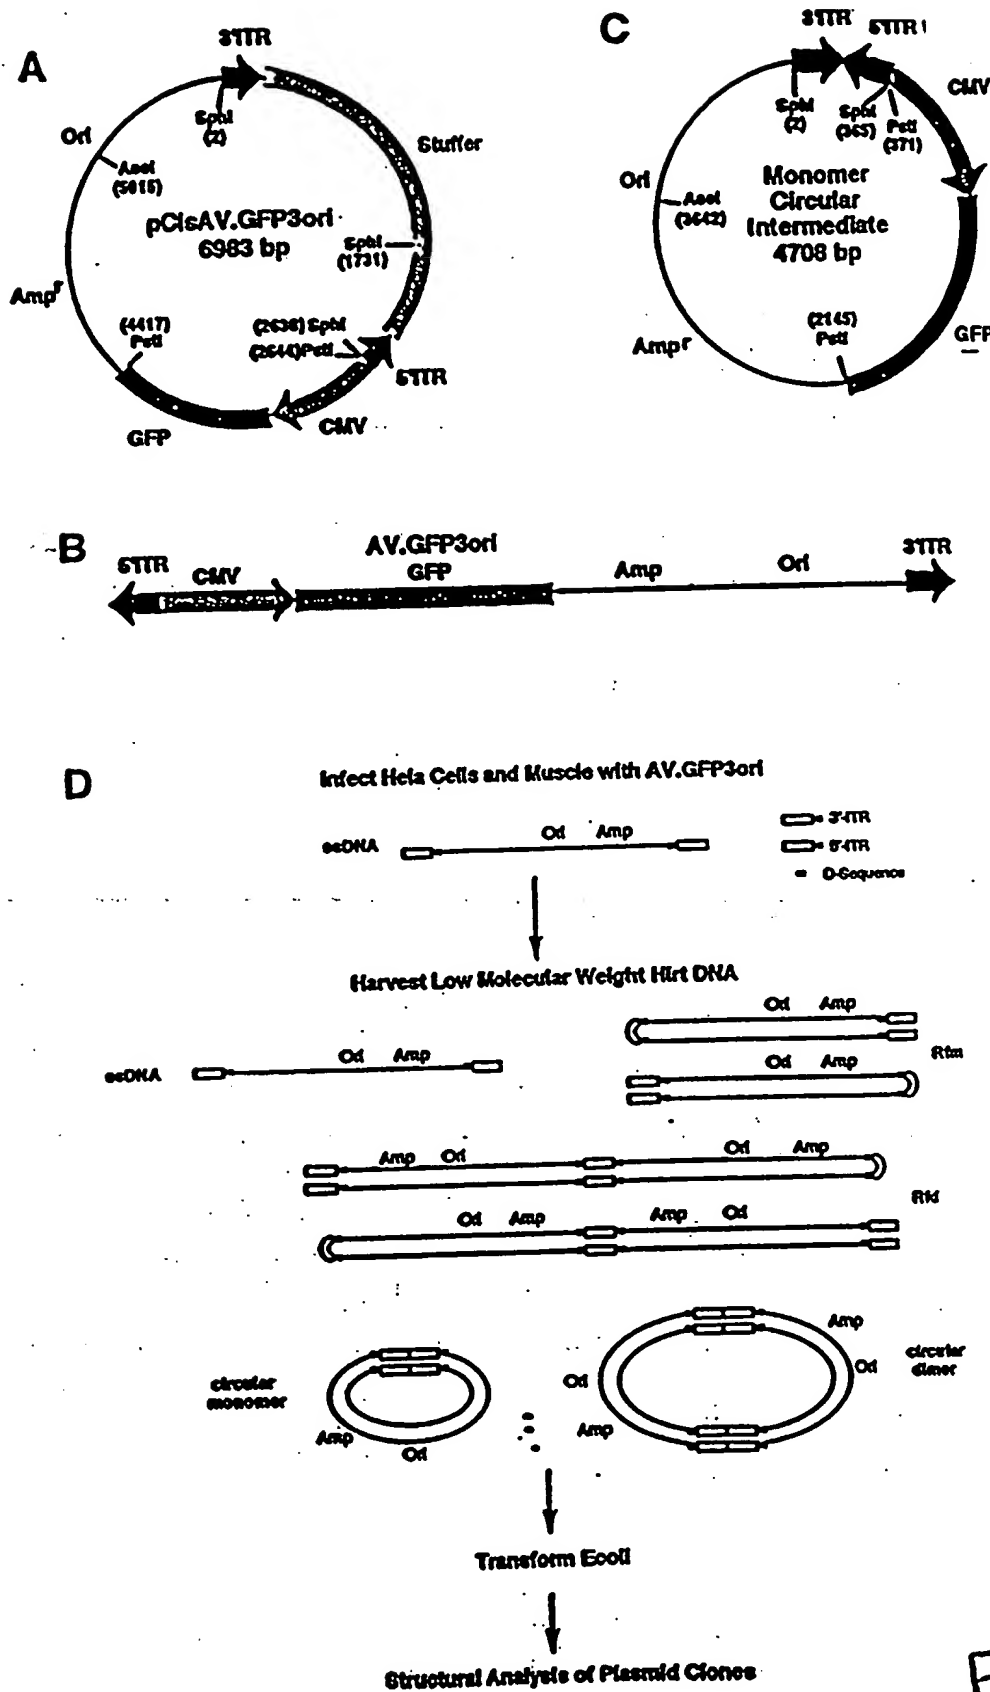 A
3'ITR
SphI
(2)
Ori
AseI
(5915)
Stuffer
pCisAV.GFP3ori
6983 bp
SphI
(1731)
Ampr
(4417)
PstI
(2638) SphI
(2644) PstI
5'ITR
GFP
CMV
C
3'ITR
5'ITR
CMV
SphI
(2)
SphI
(365)
PstI
(371)
Ori
AseI
(3642)
Monomer
Circular
Intermediate
4708 bp
(2145)
PstI
Ampr
GFP
B
AV.GFP3ori
5'ITR
CMV
GFP
Amp
Ori
3'ITR
D
Infect Hela Cells and Muscle with AV.GFP3ori
ssDNA
Ori Amp
3'-ITR
5'-ITR
D-Sequence
Harvest Low Molecular Weight Hirt DNA
Ori Amp
Rfm
ssDNA
Ori Amp
Ori Amp
Amp Ori
Ori Amp
Rfd
Ori Amp
Amp Ori
circular
monomer
Amp
Ori
Amp
Ori
circular
dimer
Ori
Amp
Transform Ecoli
Structural Analysis of Plasmid Clones